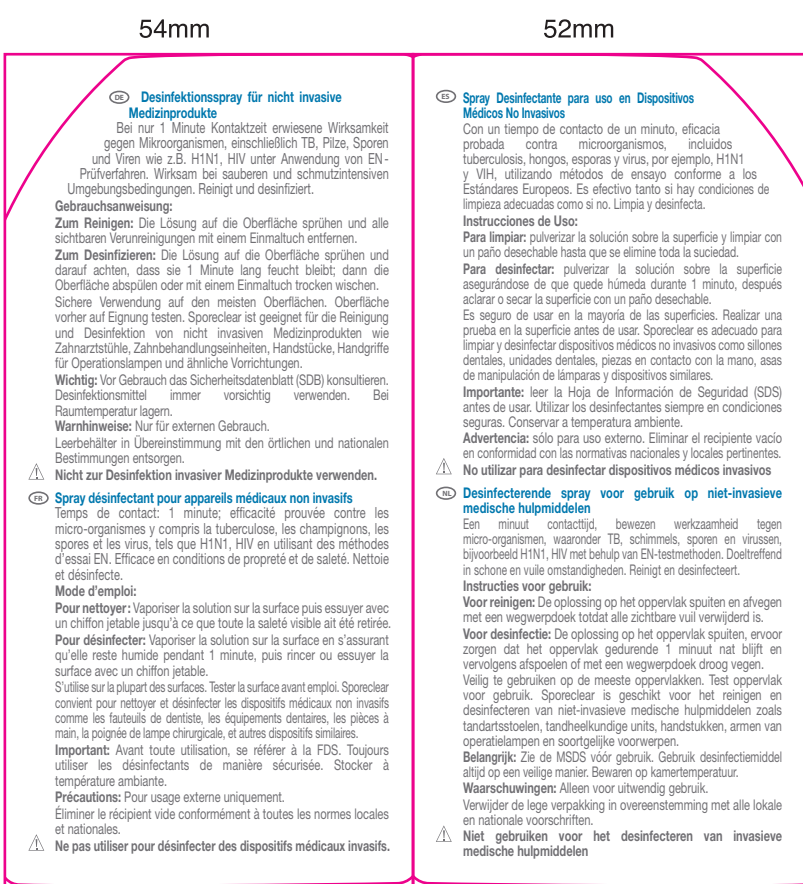 54mm
52mm
DE Desinfektionsspray für nicht invasive
Medizinprodukte
Bei nur 1 Minute Kontaktzeit erwiesene Wirksamkeit
gegen Mikroorganismen, einschließlich TB, Pilze, Sporen
und Viren wie z.B. H1N1, HIV unter Anwendung von EN-
Prüfverfahren. Wirksam bei sauberen und schmutzintensiven
Umgebungsbedingungen. Reinigt und desinfiziert.
Gebrauchsanweisung:
Zum Reinigen: Die Lösung auf die Oberfläche sprühen und alle
sichtbaren Verunreinigungen mit einem Einmaltuch entfernen.
Zum Desinfizieren: Die Lösung auf die Oberfläche sprühen und
darauf achten, dass sie 1 Minute lang feucht bleibt; dann die
Oberfläche abspülen oder mit einem Einmaltuch trocken wischen.
Sichere Verwendung auf den meisten Oberflächen. Oberfläche
vorher auf Eignung testen. Sporeclear ist geeignet für die Reinigung
und Desinfektion von nicht invasiven Medizinprodukten wie
Zahnarztstühle, Zahnbehandlungseinheiten, Handstücke, Handgriffe
für Operationslampen und ähnliche Vorrichtungen.
Wichtig: Vor Gebrauch das Sicherheitsdatenblatt (SDB) konsultieren.
Desinfektionsmittel immer vorsichtig verwenden. Bei
Raumtemperatur lagern.
Warnhinweise: Nur für externen Gebrauch.
Leerbehälter in Übereinstimmung mit den örtlichen und nationalen
Bestimmungen entsorgen.
Nicht zur Desinfektion invasiver Medizinprodukte verwenden.
FR Spray désinfectant pour appareils médicaux non invasifs
Temps de contact: 1 minute; efficacité prouvée contre les
micro-organismes y compris la tuberculose, les champignons, les
spores et les virus, tels que H1N1, HIV en utilisant des méthodes
d'essai EN. Efficace en conditions de propreté et de saleté. Nettoie
et désinfecte.
Mode d'emploi:
Pour nettoyer: Vaporiser la solution sur la surface puis essuyer avec
un chiffon jetable jusqu'à ce que toute la saleté visible ait été retirée.
Pour désinfecter: Vaporiser la solution sur la surface en s'assurant
qu'elle reste humide pendant 1 minute, puis rincer ou essuyer la
surface avec un chiffon jetable.
S'utilise sur la plupart des surfaces. Tester la surface avant emploi. Sporeclear
convient pour nettoyer et désinfecter les dispositifs médicaux non invasifs
comme les fauteuils de dentiste, les équipements dentaires, les pièces à
main, la poignée de lampe chirurgicale, et autres dispositifs similaires.
Important: Avant toute utilisation, se référer à la FDS. Toujours
utiliser les désinfectants de manière sécurisée. Stocker à
température ambiante.
Précautions: Pour usage externe uniquement.
Éliminer le récipient vide conformément à toutes les normes locales
et nationales.
Ne pas utiliser pour désinfecter des dispositifs médicaux invasifs.
ES Spray Desinfectante para uso en Dispositivos
Médicos No Invasivos
Con un tiempo de contacto de un minuto, eficacia
probada contra microorganismos, incluidos
tuberculosis, hongos, esporas y virus, por ejemplo, H1N1
y VIH, utilizando métodos de ensayo conforme a los
Estándares Europeos. Es efectivo tanto si hay condiciones de
limpieza adecuadas como si no. Limpia y desinfecta.
Instrucciones de Uso:
Para limpiar: pulverizar la solución sobre la superficie y limpiar con
un paño desechable hasta que se elimine toda la suciedad.
Para desinfectar: pulverizar la solución sobre la superficie
asegurándose de que quede húmeda durante 1 minuto, después
aclarar o secar la superficie con un paño desechable.
Es seguro de usar en la mayoría de las superficies. Realizar una
prueba en la superficie antes de usar. Sporeclear es adecuado para
limpiar y desinfectar dispositivos médicos no invasivos como sillones
dentales, unidades dentales, piezas en contacto con la mano, asas
de manipulación de lámparas y dispositivos similares.
Importante: leer la Hoja de Información de Seguridad (SDS)
antes de usar. Utilizar los desinfectantes siempre en condiciones
seguras. Conservar a temperatura ambiente.
Advertencia: sólo para uso externo. Eliminar el recipiente vacío
en conformidad con las normativas nacionales y locales pertinentes.
No utilizar para desinfectar dispositivos médicos invasivos
NL Desinfecterende spray voor gebruik op niet-invasieve
medische hulpmiddelen
Een minuut contacttijd, bewezen werkzaamheid tegen
micro-organismen, waaronder TB, schimmels, sporen en virussen,
bijvoorbeeld H1N1, HIV met behulp van EN-testmethoden. Doeltreffend
in schone en vuile omstandigheden. Reinigt en desinfecteert.
Instructies voor gebruik:
Voor reinigen: De oplossing op het oppervlak spuiten en afvegen
met een wegwerpdoek totdat alle zichtbare vuil verwijderd is.
Voor desinfectie: De oplossing op het oppervlak spuiten, ervoor
zorgen dat het oppervlak gedurende 1 minuut nat blijft en
vervolgens afspoelen of met een wegwerpdoek droog vegen.
Veilig te gebruiken op de meeste oppervlakken. Test oppervlak
voor gebruik. Sporeclear is geschikt voor het reinigen en
desinfecteren van niet-invasieve medische hulpmiddelen zoals
tandartsstoelen, tandheelkundige units, handstukken, armen van
operatielampen en soortgelijke voorwerpen.
Belangrijk: Zie de MSDS vóór gebruik. Gebruik desinfectiemiddel
altijd op een veilige manier. Bewaren op kamertemperatuur.
Waarschuwingen: Alleen voor uitwendig gebruik.
Verwijder de lege verpakking in overeenstemming met alle lokale
en nationale voorschriften.
Niet gebruiken voor het desinfecteren van invasieve
medische hulpmiddelen